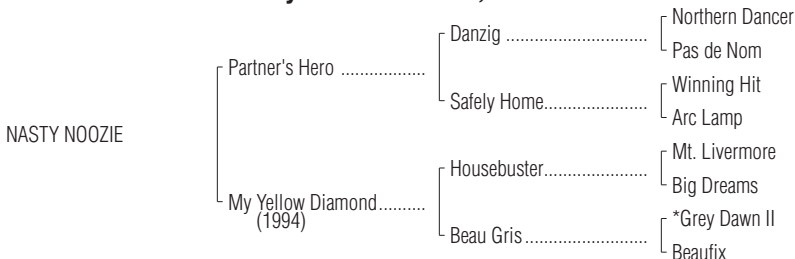 Northern Dancer
Danzig ..............................
Pas de Nom
Partner's Hero ..................
Winning Hit
Safely Home......................
Arc Lamp
NASTY NOOZIE
Mt. Livermore
Housebuster......................
Big Dreams
My Yellow Diamond..........
(1994)
*Grey Dawn II
Beau Gris..........................
Beaufix